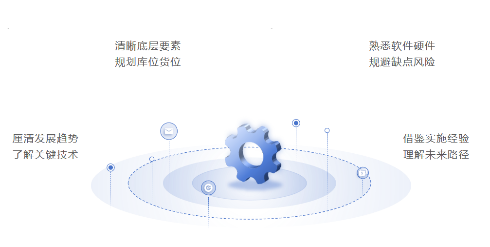 清晰底层要素
规划库位货位
熟悉软件硬件
规避缺点风险
厘清发展趋势
了解关键技术
借鉴实施经验
理解未来路径